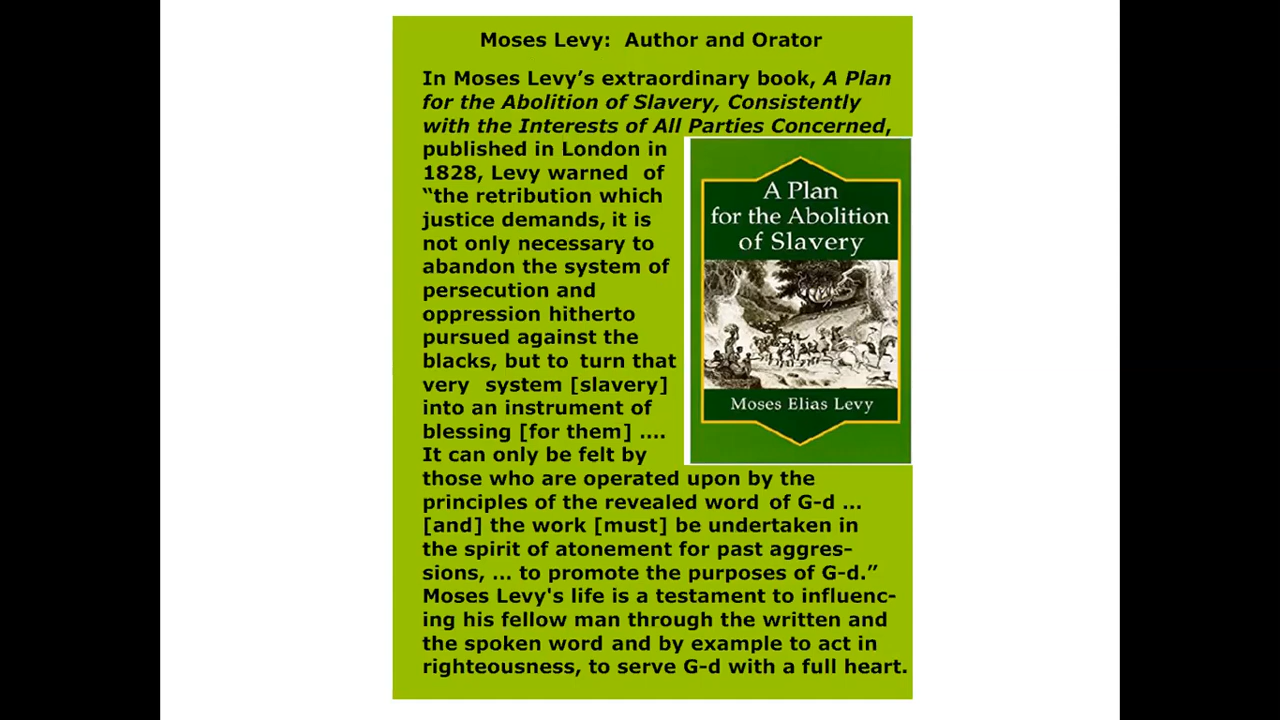 Moses Levy:  Author and Orator
In Moses Levy’s extraordinary book, A Plan
for the Abolition of Slavery, Consistently
with the Interests of All Parties Concerned,
published in London in
1828, Levy warned  of
“the retribution which
justice demands, it is
not only necessary to
abandon the system of
persecution and
oppression hitherto
pursued against the
blacks, but to  turn that
very  system [slavery]
into an instrument of
blessing [for them] ....
It can only be felt by
those who are operated upon by the
principles of the revealed word of G-d ...
[and] the work [must] be undertaken in
the spirit of atonement for past aggres-
sions, ... to promote the purposes of G-d.”
Moses Levy's life is a testament to influenc-
ing his fellow man through the written and
the spoken word and by example to act in
righteousness, to serve G-d with a full heart.
A Plan
for the Abolition
of Slavery
Moses Elias Levy